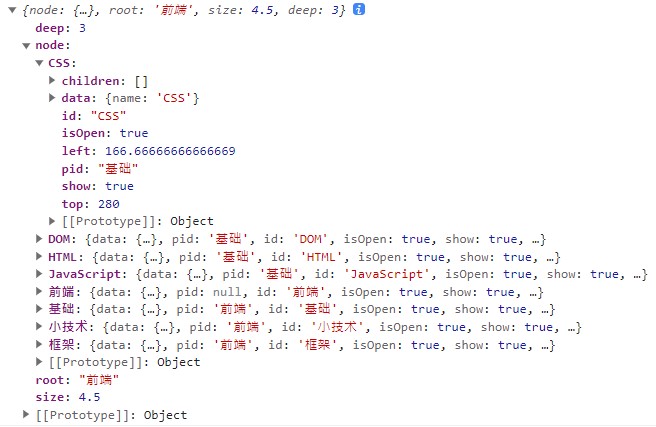 {node: {…}, root: '前端', size: 4.5, deep: 3}
deep: 3
node:
CSS:
children: []
data: {name: 'CSS'}
id: "CSS"
isOpen: true
left: 166.66666666666669
pid: "基础"
show: true
top: 280
[[Prototype]]: Object
DOM: {data: {…}, pid: '基础', id: 'DOM', isOpen: true, show: true, …}
HTML: {data: {…}, pid: '基础', id: 'HTML', isOpen: true, show: true, …}
JavaScript: {data: {…}, pid: '基础', id: 'JavaScript', isOpen: true, show: true, …}
前端: {data: {…}, pid: null, id: '前端', isOpen: true, show: true, …}
基础: {data: {…}, pid: '前端', id: '基础', isOpen: true, show: true, …}
小技术: {data: {…}, pid: '前端', id: '小技术', isOpen: true, show: true, …}
框架: {data: {…}, pid: '前端', id: '框架', isOpen: true, show: true, …}
[[Prototype]]: Object
root: "前端"
size: 4.5
[[Prototype]]: Object